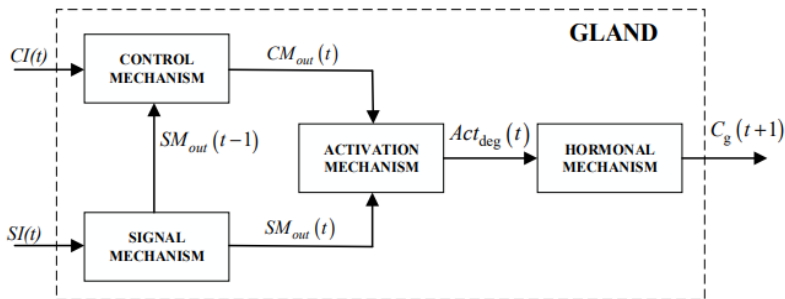 GLAND
CI(t)
CONTROL
MECHANISM
CM_out(t)
SM_out(t−1)
ACTIVATION
MECHANISM
Act_deg(t)
HORMONAL
MECHANISM
C_g(t+1)
SI(t)
SIGNAL
MECHANISM
SM_out(t)